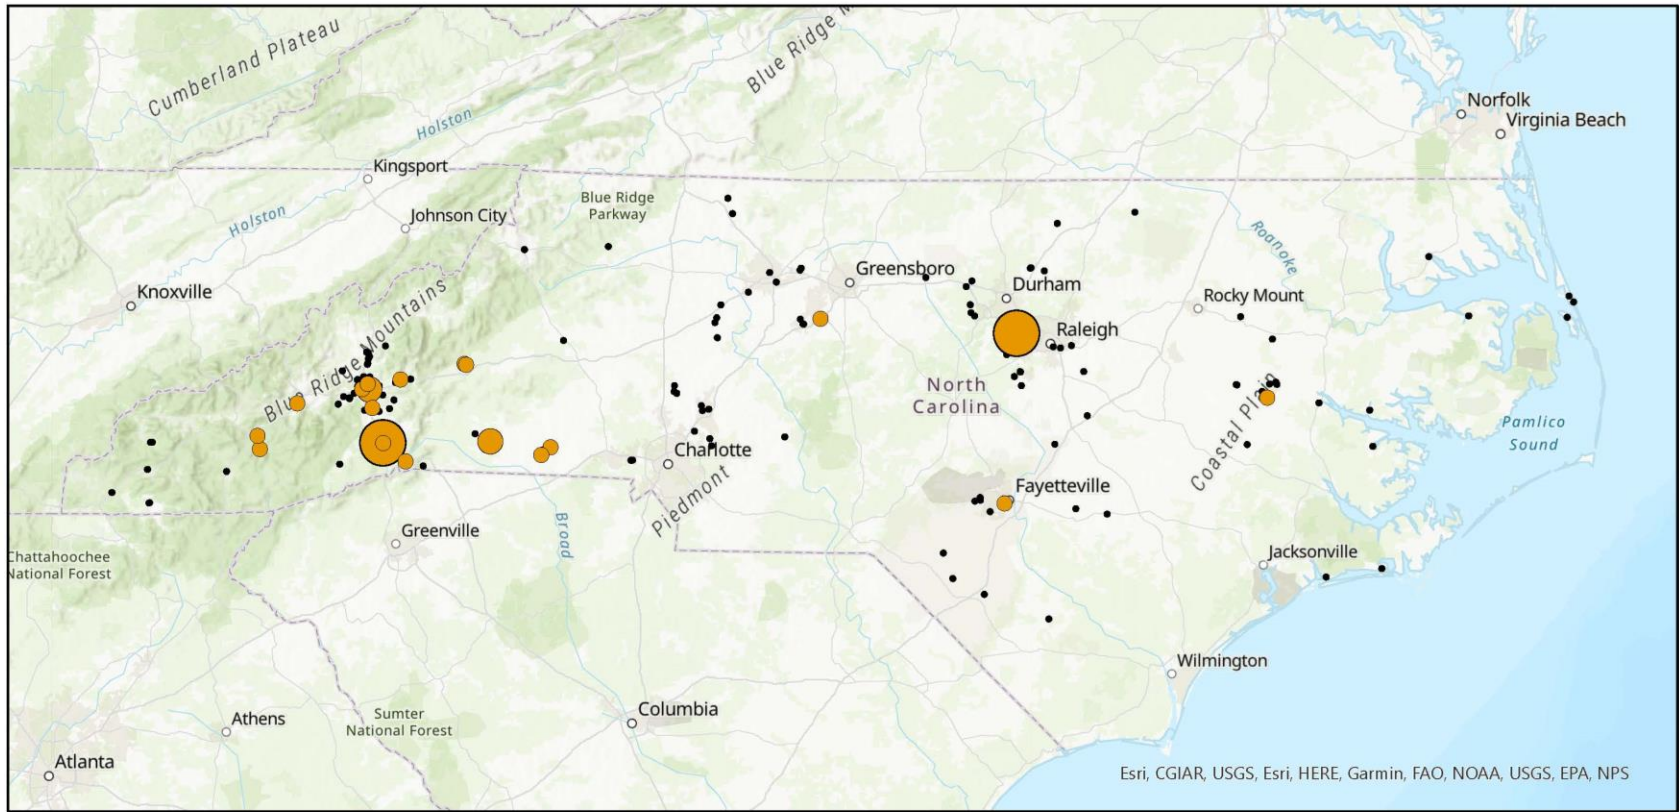 Cumberland Plateau
Blue Ridge M
Norfolk
Virginia Beach
Holston
Kingsport
Blue Ridge
Parkway
Johnson City
Holston
Roanoke
Greensboro
Durham
Knoxville
Rocky Mount
Raleigh
Blue Ridge Mountains
North
Carolina
Coastal Plain
Pamlico
Sound
Charlotte
Piedmont
Fayetteville
Greenville
Broad
Chattahoochee
National Forest
Jacksonville
Wilmington
Athens
Sumter
National Forest
Columbia
Atlanta
Esri, CGIAR, USGS, Esri, HERE, Garmin, FAO, NOAA, USGS, EPA, NPS